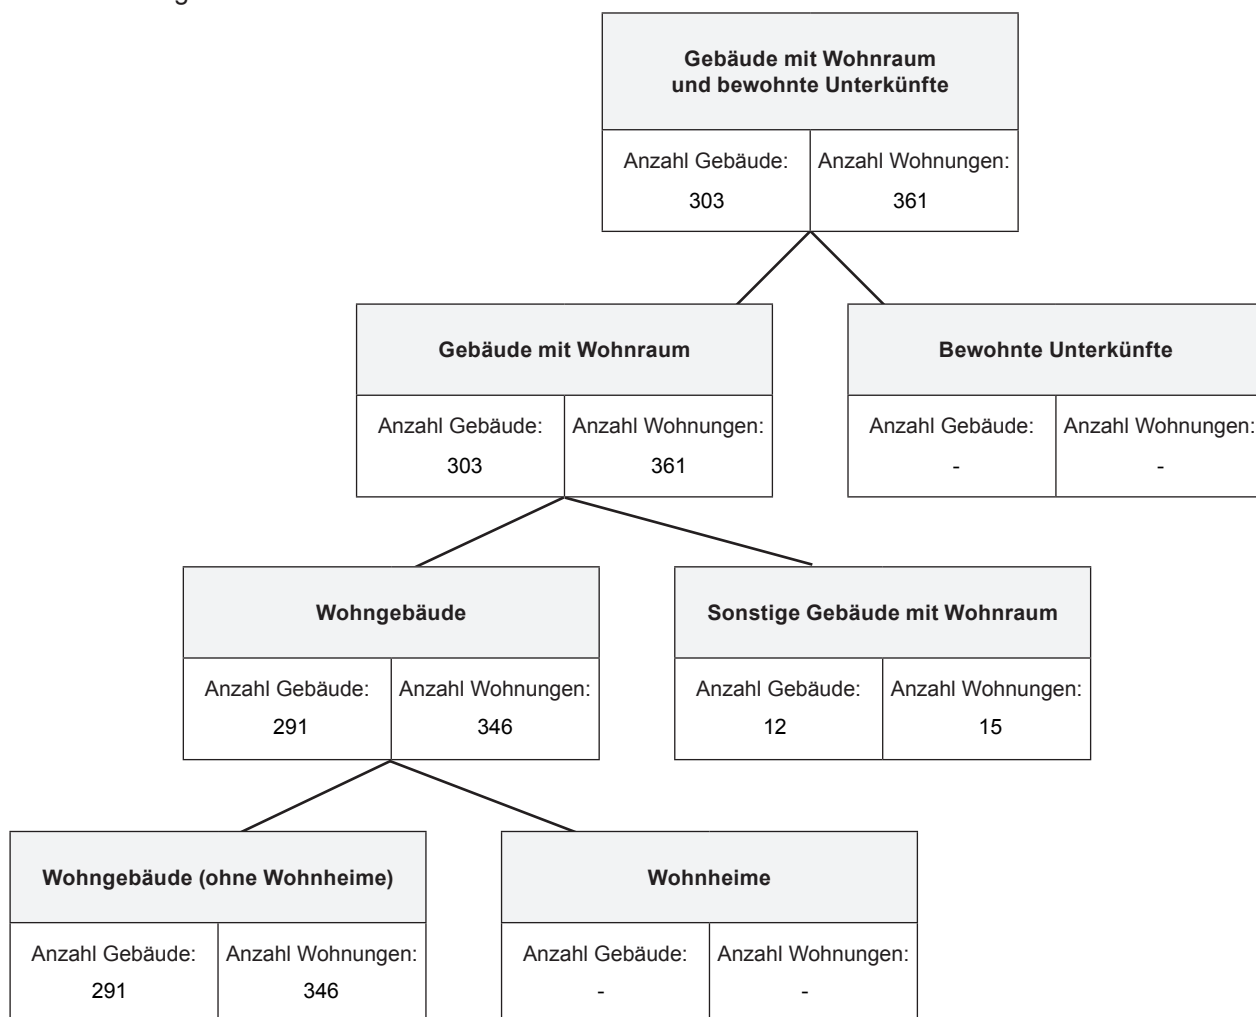 Gebäude mit Wohnraum
und bewohnte Unterkünfte
Anzahl Gebäude: Anzahl Wohnungen:
303 361
Gebäude mit Wohnraum Bewohnte Unterkünfte
Anzahl Gebäude: Anzahl Wohnungen: Anzahl Gebäude: Anzahl Wohnungen:
303 361 - -
Wohngebäude Sonstige Gebäude mit Wohnraum
Anzahl Gebäude: Anzahl Wohnungen: Anzahl Gebäude: Anzahl Wohnungen:
291 346 12 15
Wohngebäude (ohne Wohnheime) Wohnheime
Anzahl Gebäude: Anzahl Wohnungen: Anzahl Gebäude: Anzahl Wohnungen:
291 346 - -